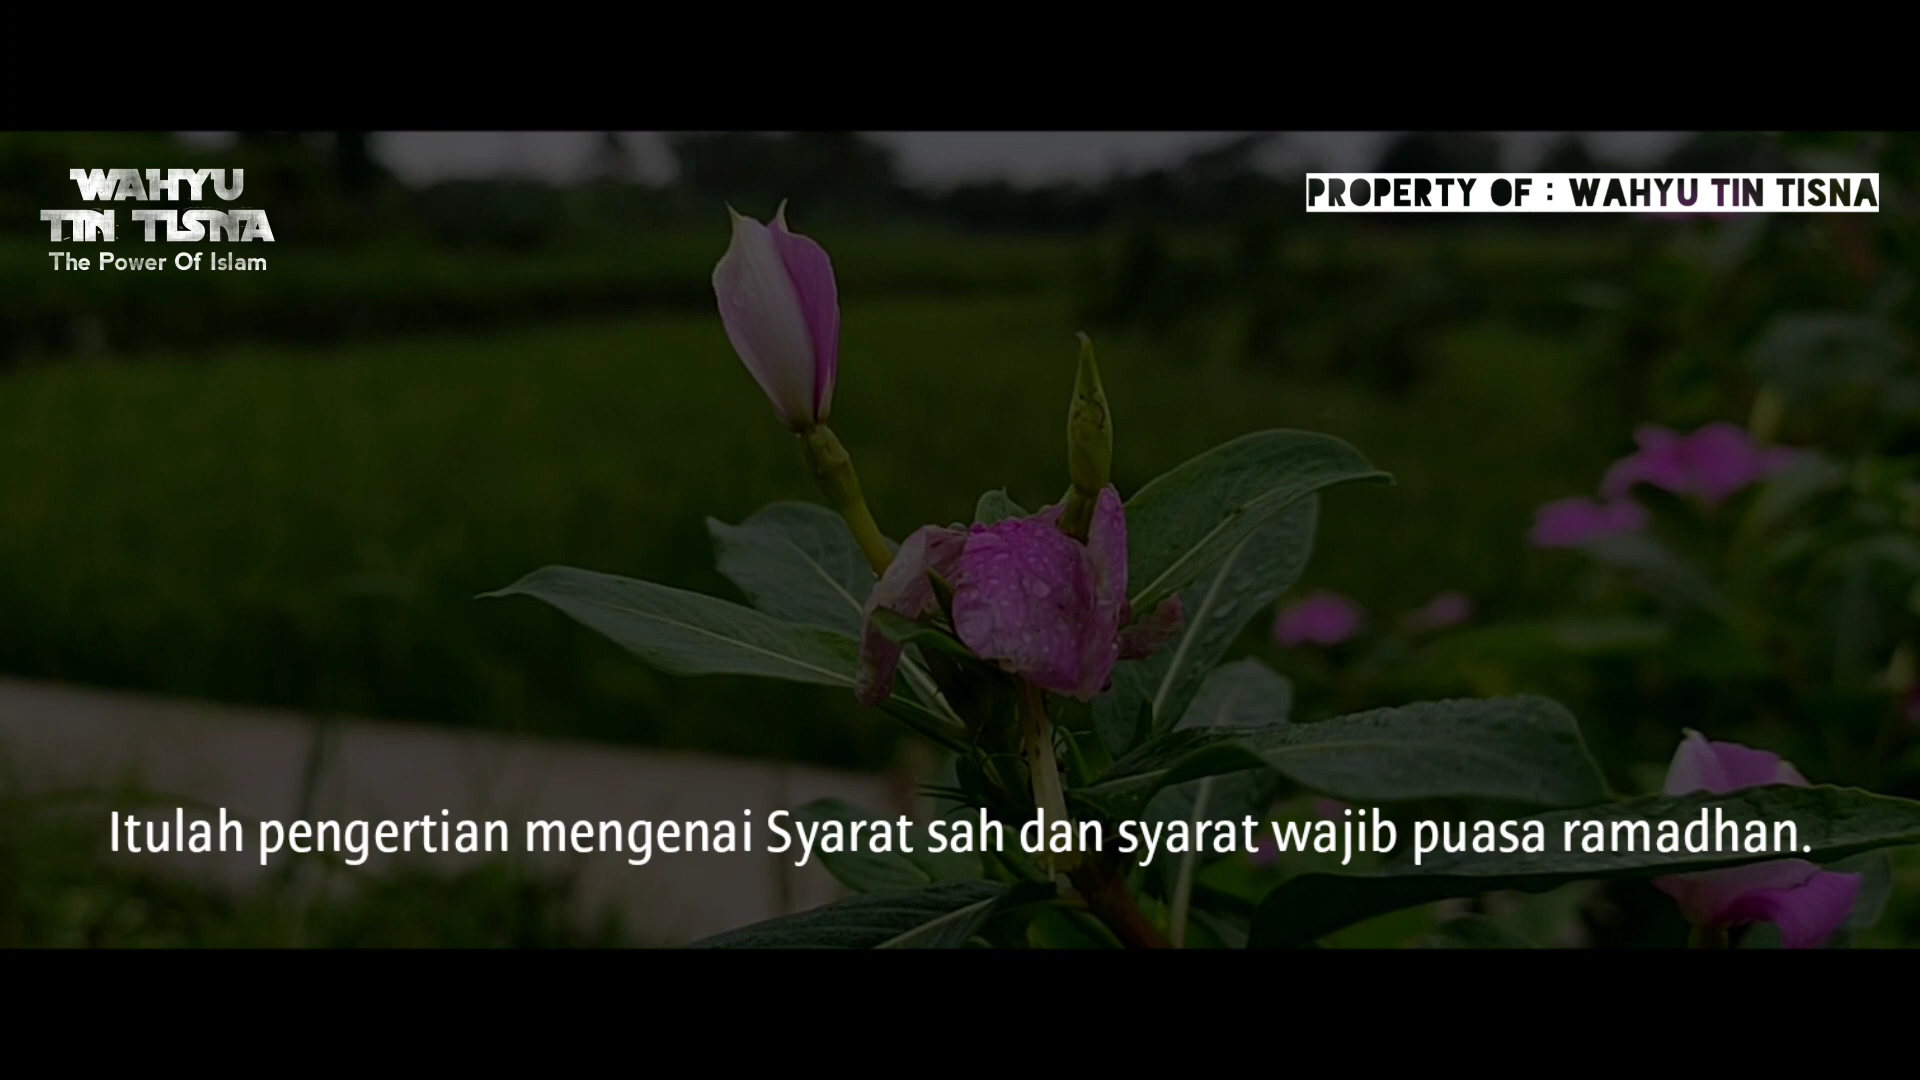 WAHYU
TIN TISNA
The Power Of Islam
PROPERTY OF : WAHYU TIN TISNA
Itulah pengertian mengenai Syarat sah dan syarat wajib puasa ramadhan.